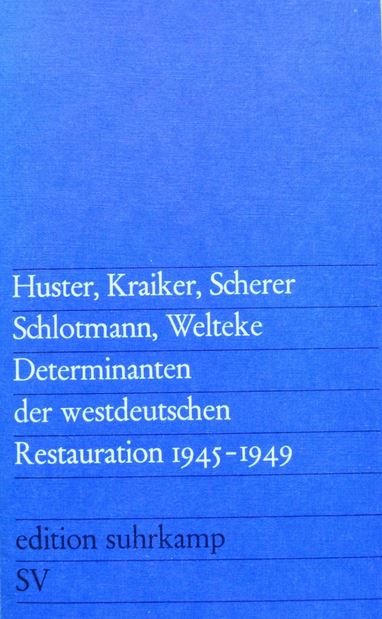 Huster, Kraiker, Scherer
Schlotmann, Welteke
Determinanten
der westdeutschen
Restauration 1945–1949
edition suhrkamp
SV